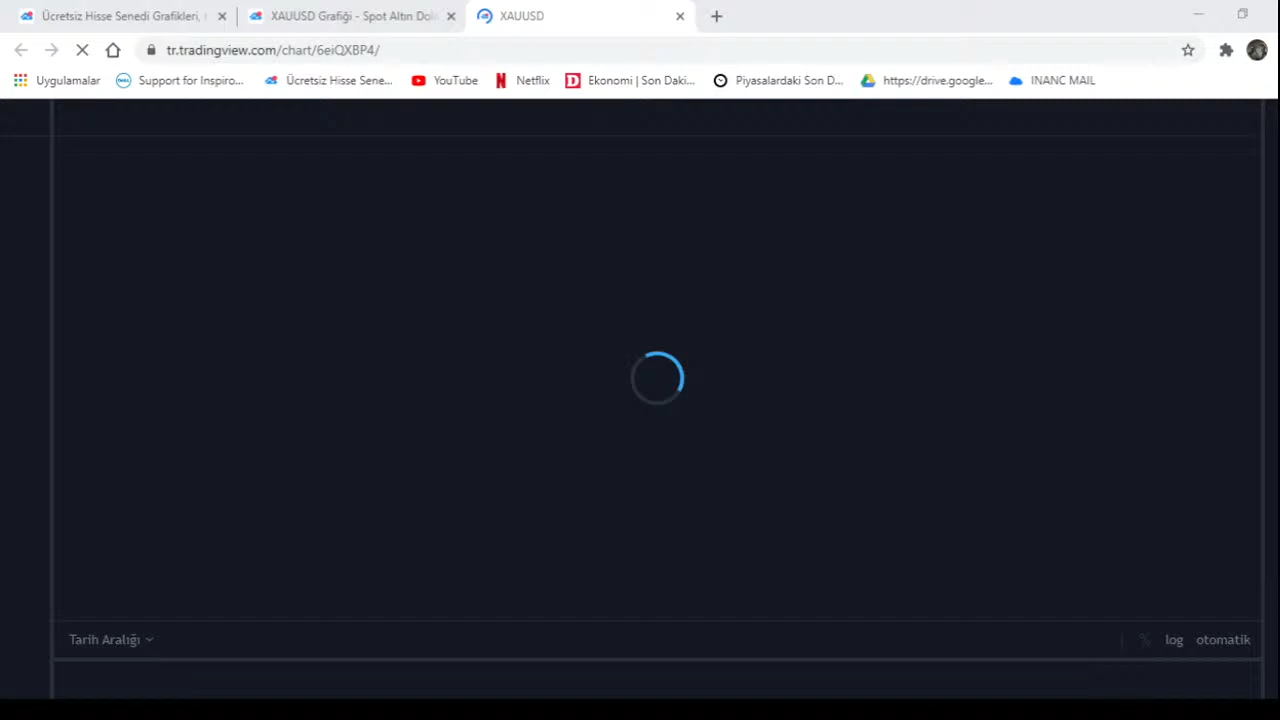 Ücretsiz Hisse Senedi Grafikleri,
XAUUSD Grafiği - Spot Altın Dol
XAUUSD
tr.tradingview.com/chart/6eiQXBP4/
Uygulamalar
DELL
Support for Inspiro...
Ücretsiz Hisse Sene...
YouTube
N
Netflix
D
Ekonomi | Son Daki...
Piyasalardaki Son D...
https://drive.google...
INANC MAIL
Tarih Aralığı
%
log
otomatik